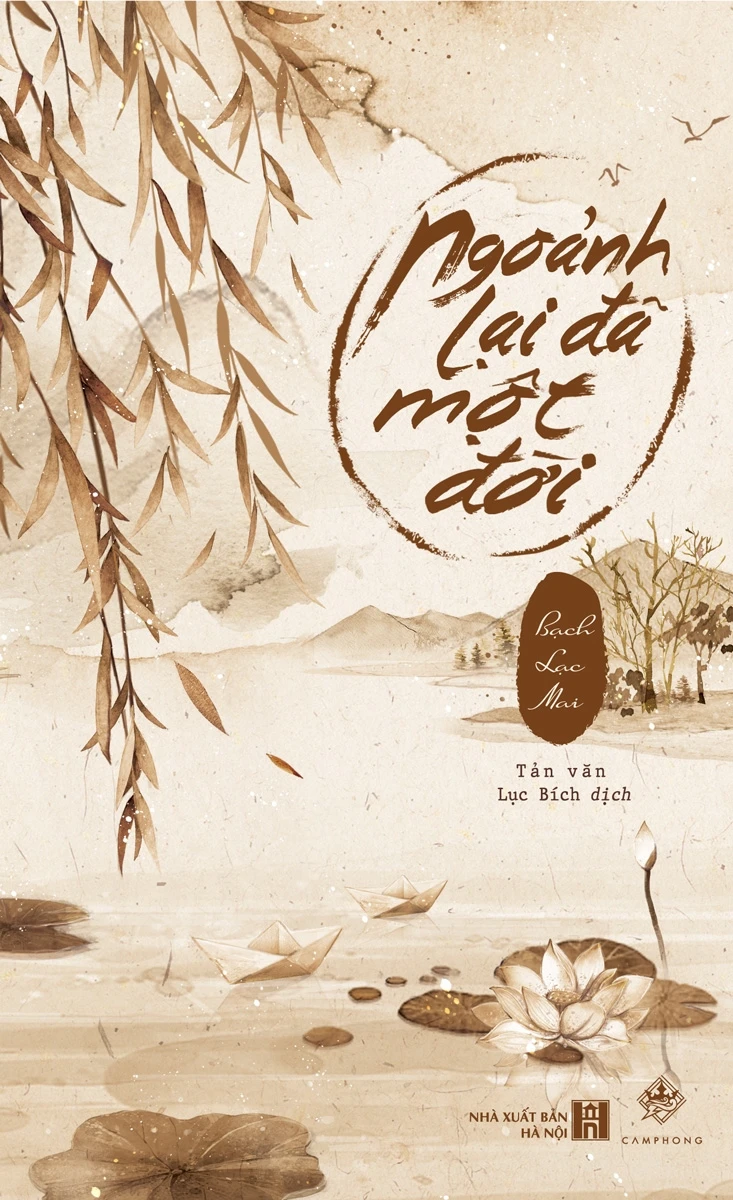 Ngoảnh
lại đã
một
đời
Bạch
Lạc
Mai
Tản văn
Lục Bích dịch
NHÀ XUẤT BẢN
HÀ NỘI
CAMPHONG